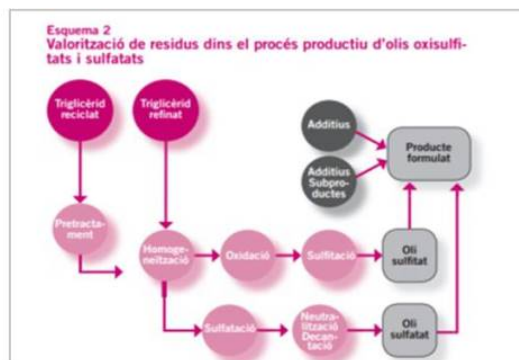 Esquema 2
Valorització de residus dins el procés productiu d'olis oxisulfi-
tats i sulfatats
Triglicèrid
reciclat
Triglicèrid
refinat
Additius
Additius
Subpro-
ductes
Producte
formulat
Pretracta-
ment
Homoge-
neïtzació
Oxidació
Sulfitació
Oli
sulfitat
Sulfatació
Neutra-
lització
Decan-
tació
Oli
sulfatat